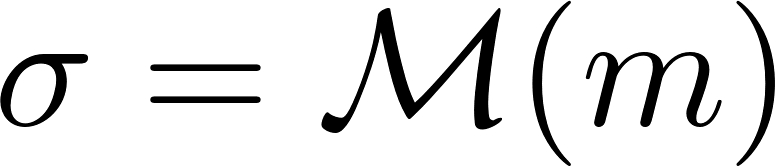 σ = ℳ(m)